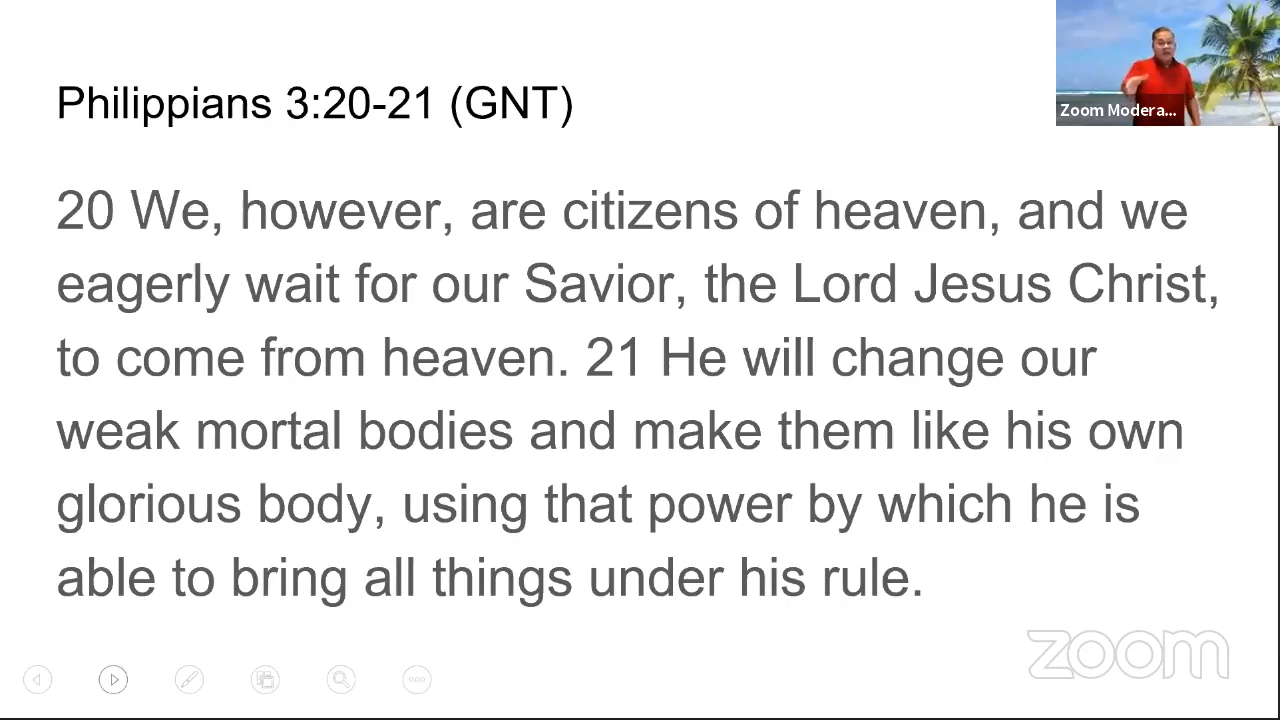 Philippians 3:20-21 (GNT)
Zoom Modera...
20 We, however, are citizens of heaven, and we
eagerly wait for our Savior, the Lord Jesus Christ,
to come from heaven. 21 He will change our
weak mortal bodies and make them like his own
glorious body, using that power by which he is
able to bring all things under his rule.
zoom